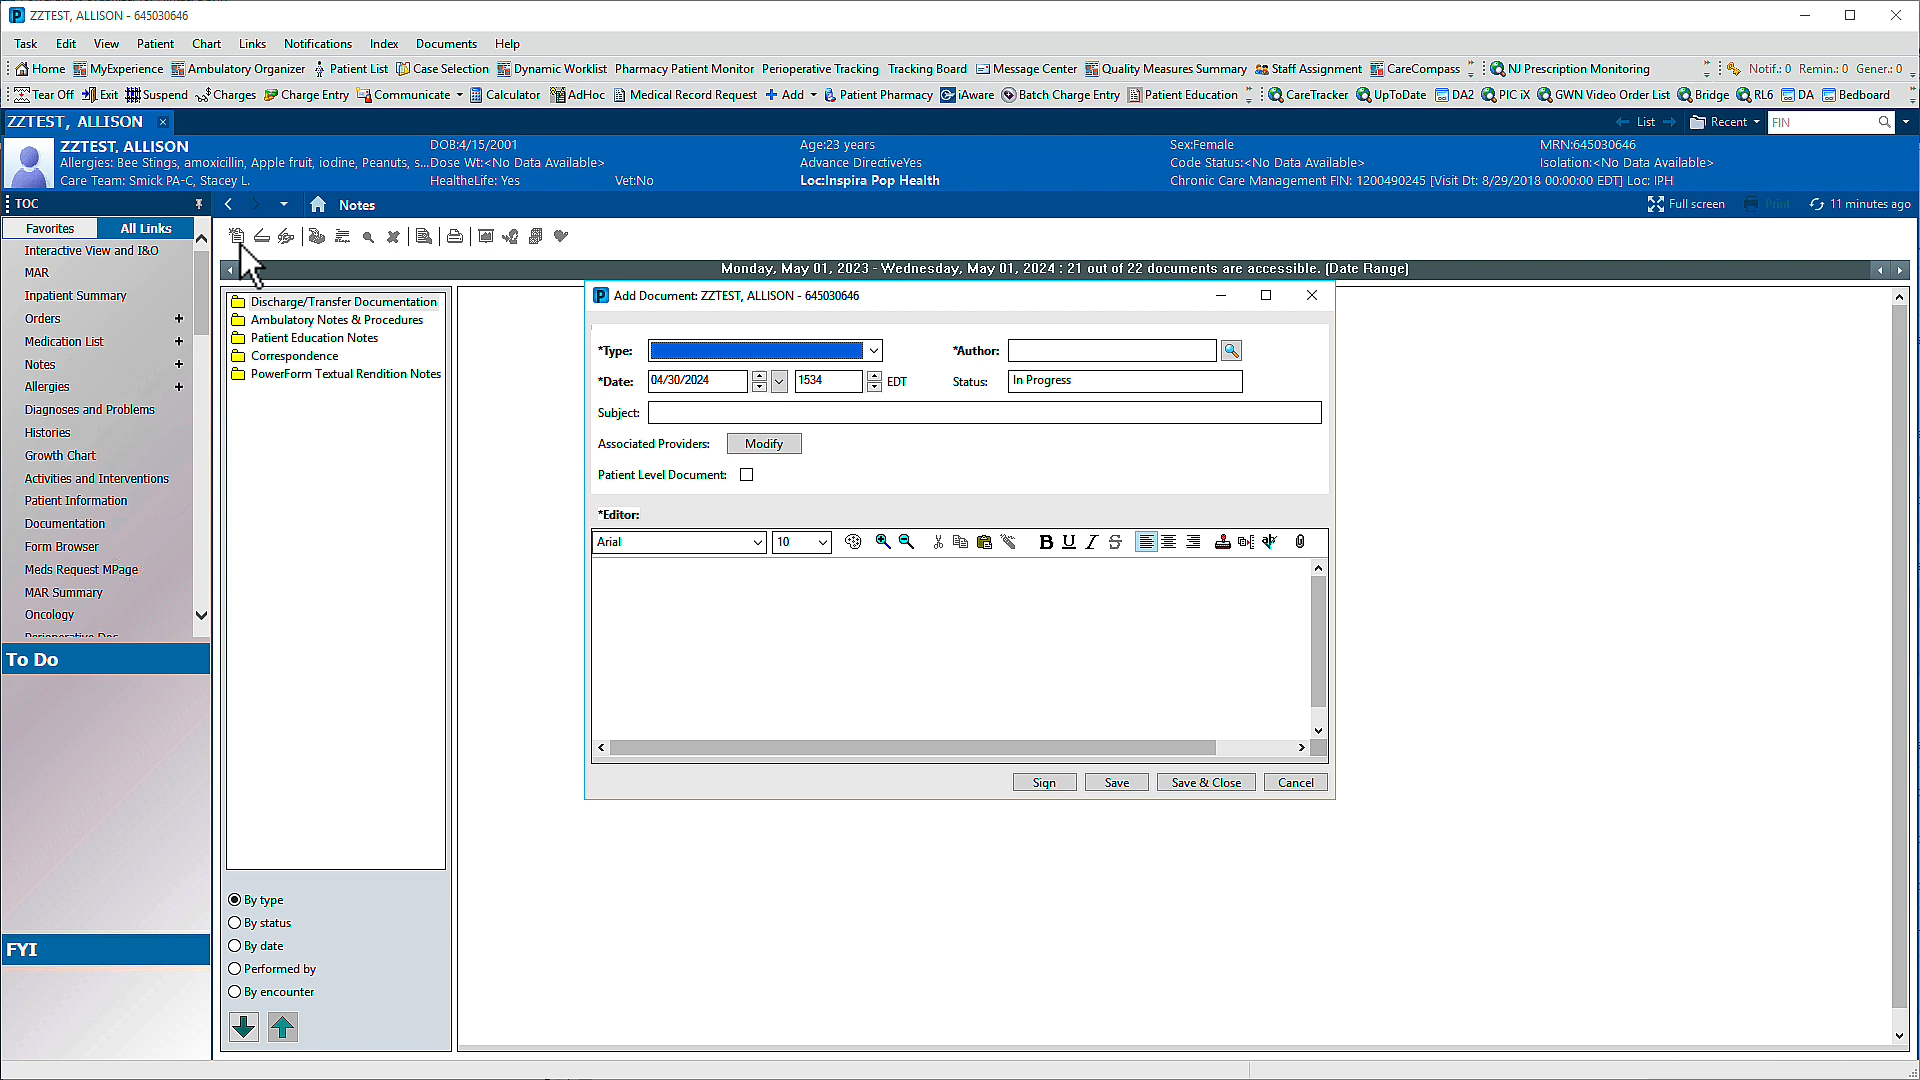 ZZTEST, ALLISON - 645030646
Task Edit View Patient Chart Links Notifications Index Documents Help
Home MyExperience Ambulatory Organizer Patient List Case Selection Dynamic Worklist Pharmacy Patient Monitor Perioperative Tracking Tracking Board Message Center Quality Measures Summary Staff Assignment CareCompass NJ Prescription Monitoring Notif.: 0 Remin.: 0 Gener.: 0
Tear Off Exit Suspend Charges Charge Entry Communicate Calculator AdHoc Medical Record Request Add Patient Pharmacy iAware Batch Charge Entry Patient Education CareTracker UpToDate DA2 PIC iX GWN Video Order List Bridge RL6 DA Bedboard
ZZTEST, ALLISON × List Recent FIN
ZZTEST, ALLISON DOB:4/15/2001 Age:23 years Sex:Female MRN:645030646
Allergies: Bee Stings, amoxicillin, Apple fruit, iodine, Peanuts, s... Dose Wt:<No Data Available> Advance DirectiveYes Code Status:<No Data Available> Isolation:<No Data Available>
Care Team: Smick PA-C, Stacey L. HealtheLife: Yes Vet:No Loc:Inspira Pop Health Chronic Care Management FIN: 1200490245 [Visit Dt: 8/29/2018 00:00:00 EDT] Loc: IPH
TOC Notes Full screen Print 11 minutes ago
Favorites All Links
Interactive View and I&O
MAR
Inpatient Summary
Orders +
Medication List +
Notes +
Allergies +
Diagnoses and Problems
Histories
Growth Chart
Activities and Interventions
Patient Information
Documentation
Form Browser
Meds Request MPage
MAR Summary
Oncology
Perioperative Doc
To Do
FYI
Monday, May 01, 2023 - Wednesday, May 01, 2024 : 21 out of 22 documents are accessible. (Date Range)
Discharge/Transfer Documentation
Ambulatory Notes & Procedures
Patient Education Notes
Correspondence
PowerForm Textual Rendition Notes
By type
By status
By date
Performed by
By encounter
Add Document: ZZTEST, ALLISON - 645030646
*Type: *Author:
*Date: 04/30/2024 1534 EDT Status: In Progress
Subject:
Associated Providers: Modify
Patient Level Document:
*Editor:
Arial 10 B U I S
Sign Save Save & Close Cancel